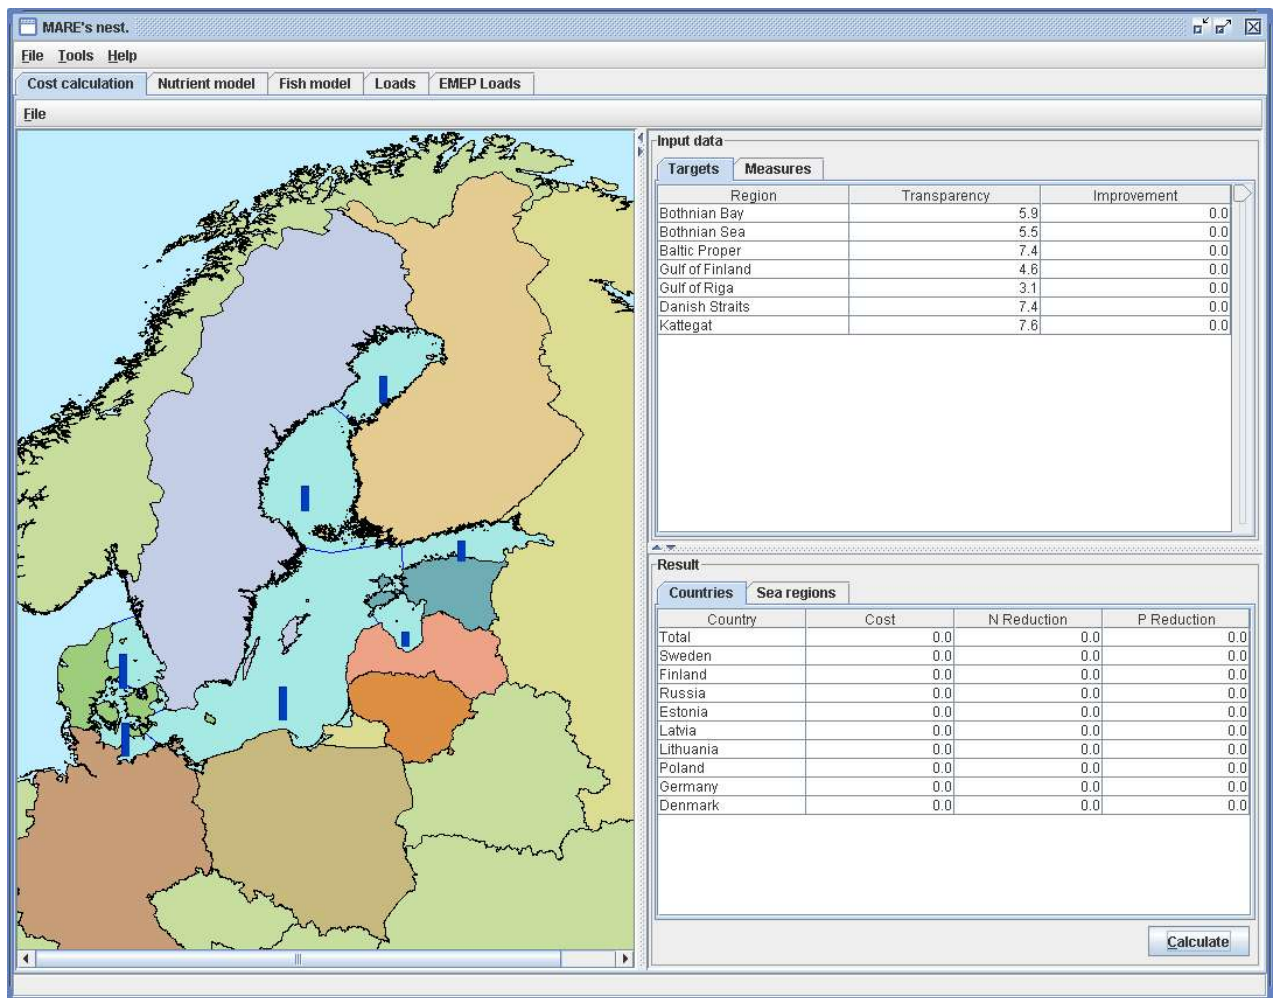 MARE's nest.
File Tools Help
Cost calculation Nutrient model Fish model Loads EMEP Loads
File
Input data
Targets Measures
Region Transparency Improvement
Bothnian Bay 5.9 0.0
Bothnian Sea 5.5 0.0
Baltic Proper 7.4 0.0
Gulf of Finland 4.6 0.0
Gulf of Riga 3.1 0.0
Danish Straits 7.4 0.0
Kattegat 7.6 0.0
Result
Countries Sea regions
Country Cost N Reduction P Reduction
Total 0.0 0.0 0.0
Sweden 0.0 0.0 0.0
Finland 0.0 0.0 0.0
Russia 0.0 0.0 0.0
Estonia 0.0 0.0 0.0
Latvia 0.0 0.0 0.0
Lithuania 0.0 0.0 0.0
Poland 0.0 0.0 0.0
Germany 0.0 0.0 0.0
Denmark 0.0 0.0 0.0
Calculate